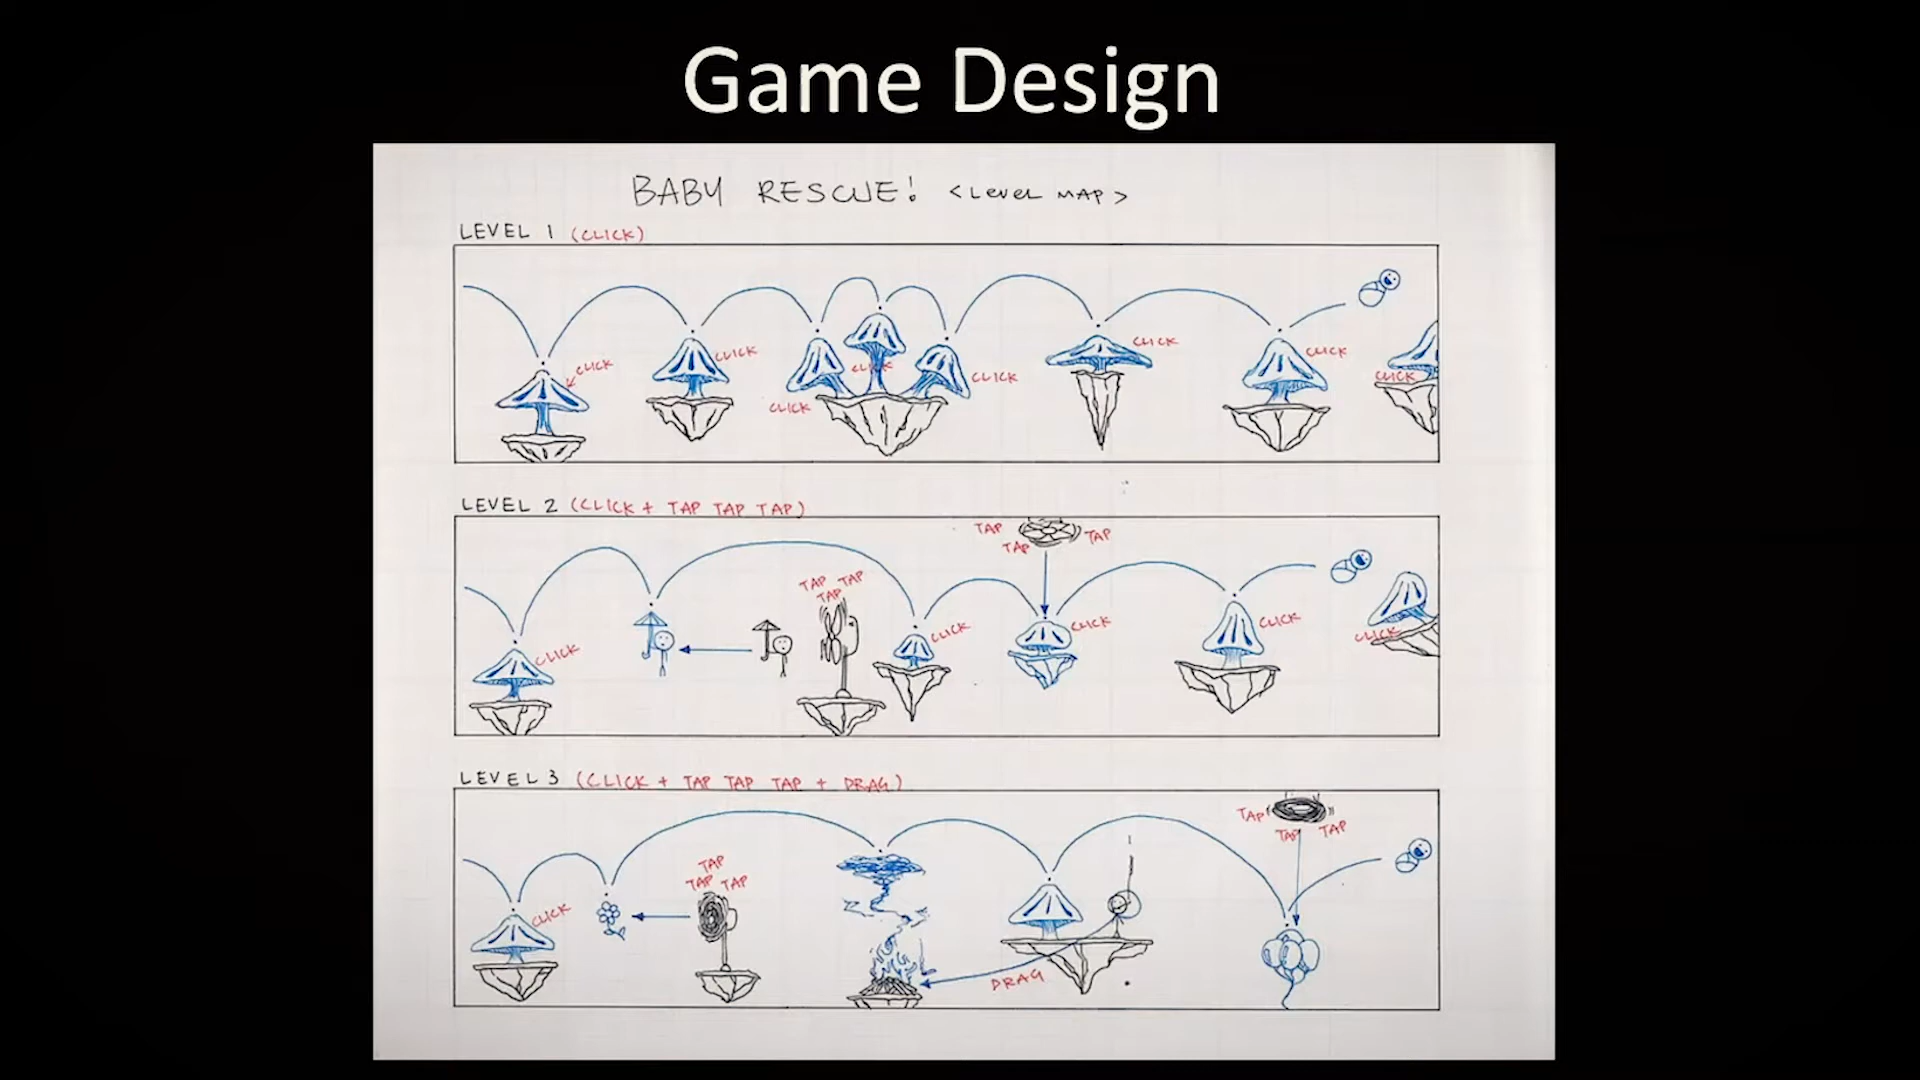 Game Design
BABY RESCUE! <LEVEL MAP>
LEVEL 1 (CLICK)
CLICK
CLICK
CLICK
CLICK
CLICK
CLICK
CLICK
CLICK
LEVEL 2 (CLICK + TAP TAP TAP)
TAP
TAP
TAP
TAP TAP
TAP
CLICK
CLICK
CLICK
CLICK
CLICK
LEVEL 3 (CLICK + TAP TAP TAP + DRAG)
TAP
TAP
TAP
TAP
TAP TAP
CLICK
DRAG